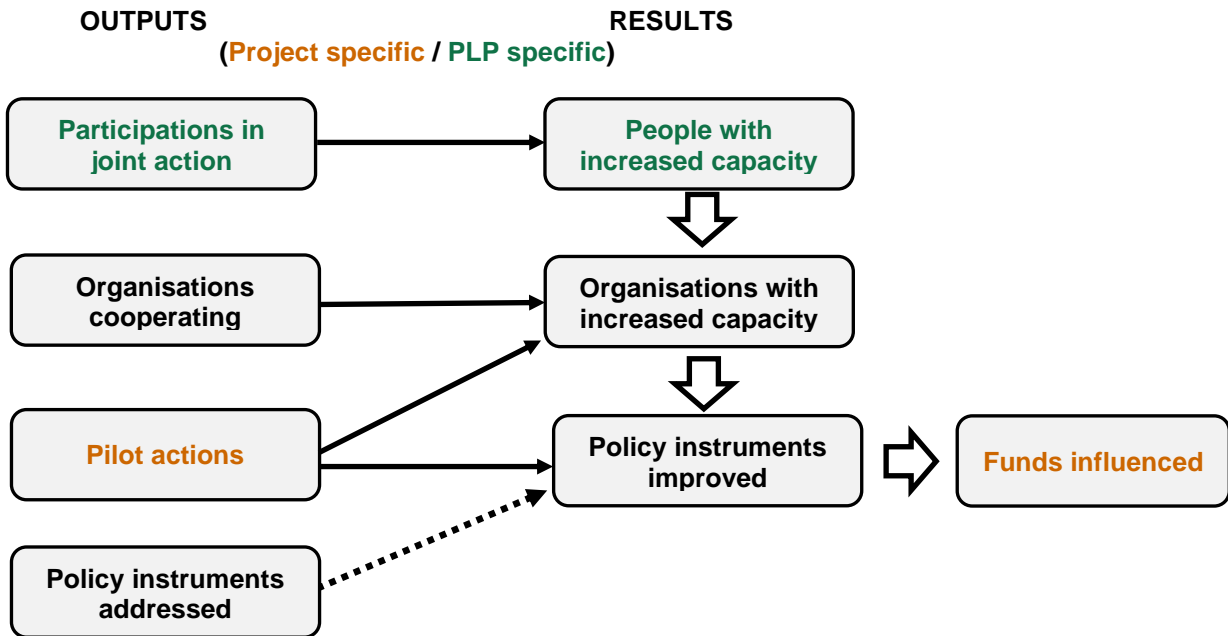 OUTPUTS RESULTS
(Project specific / PLP specific)
Participations in
joint action
People with
increased capacity
Organisations
cooperating
Organisations with
increased capacity
Pilot actions
Policy instruments
improved
Funds influenced
Policy instruments
addressed